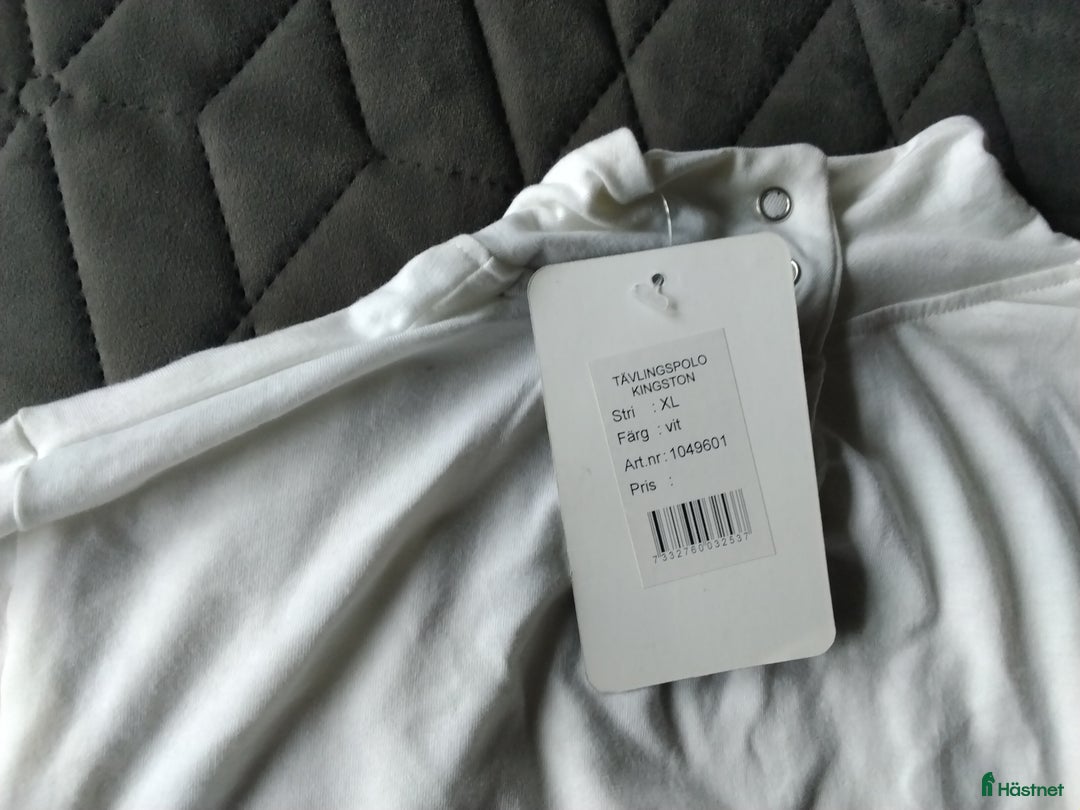 TÄVLINGSPOLO
KINGSTON
Stri : XL
Färg : vit
Art.nr : 1049601
Pris :
7332760032537
Hästnet